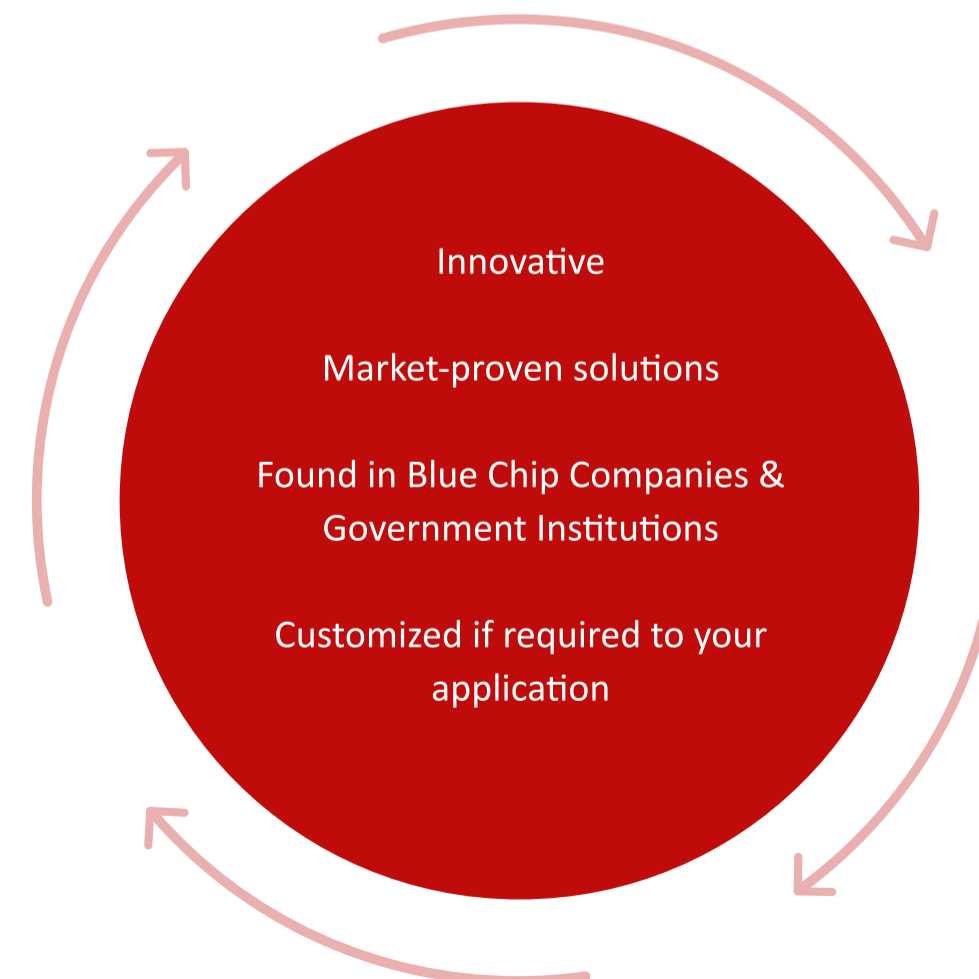 Innovative
Market-proven solutions
Found in Blue Chip Companies &
Government Institutions
Customized if required to your
application